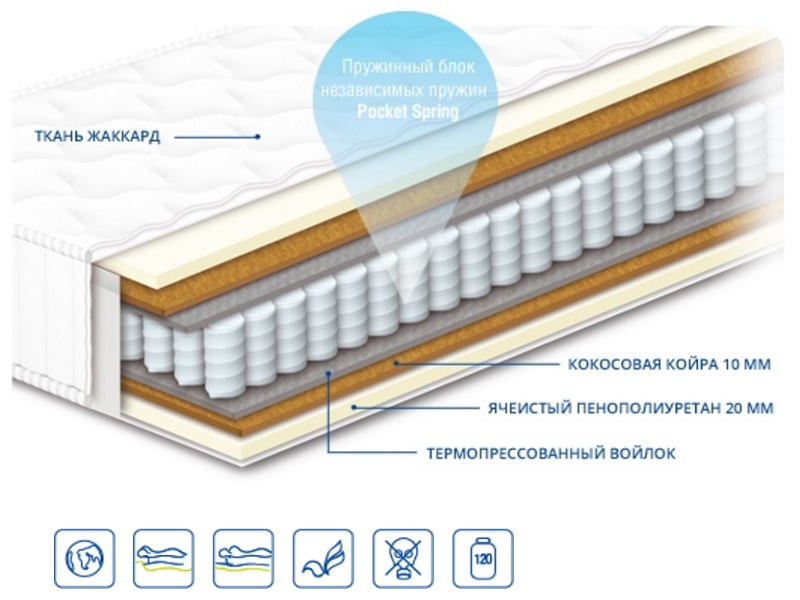 Пружинный блок
независимых пружин
Pocket Spring
ТКАНЬ ЖАККАРД
КОКОСОВАЯ КОЙРА 10 ММ
ЯЧЕИСТЫЙ ПЕНОПОЛИУРЕТАН 20 ММ
ТЕРМОПРЕССОВАННЫЙ ВОЙЛОК
120